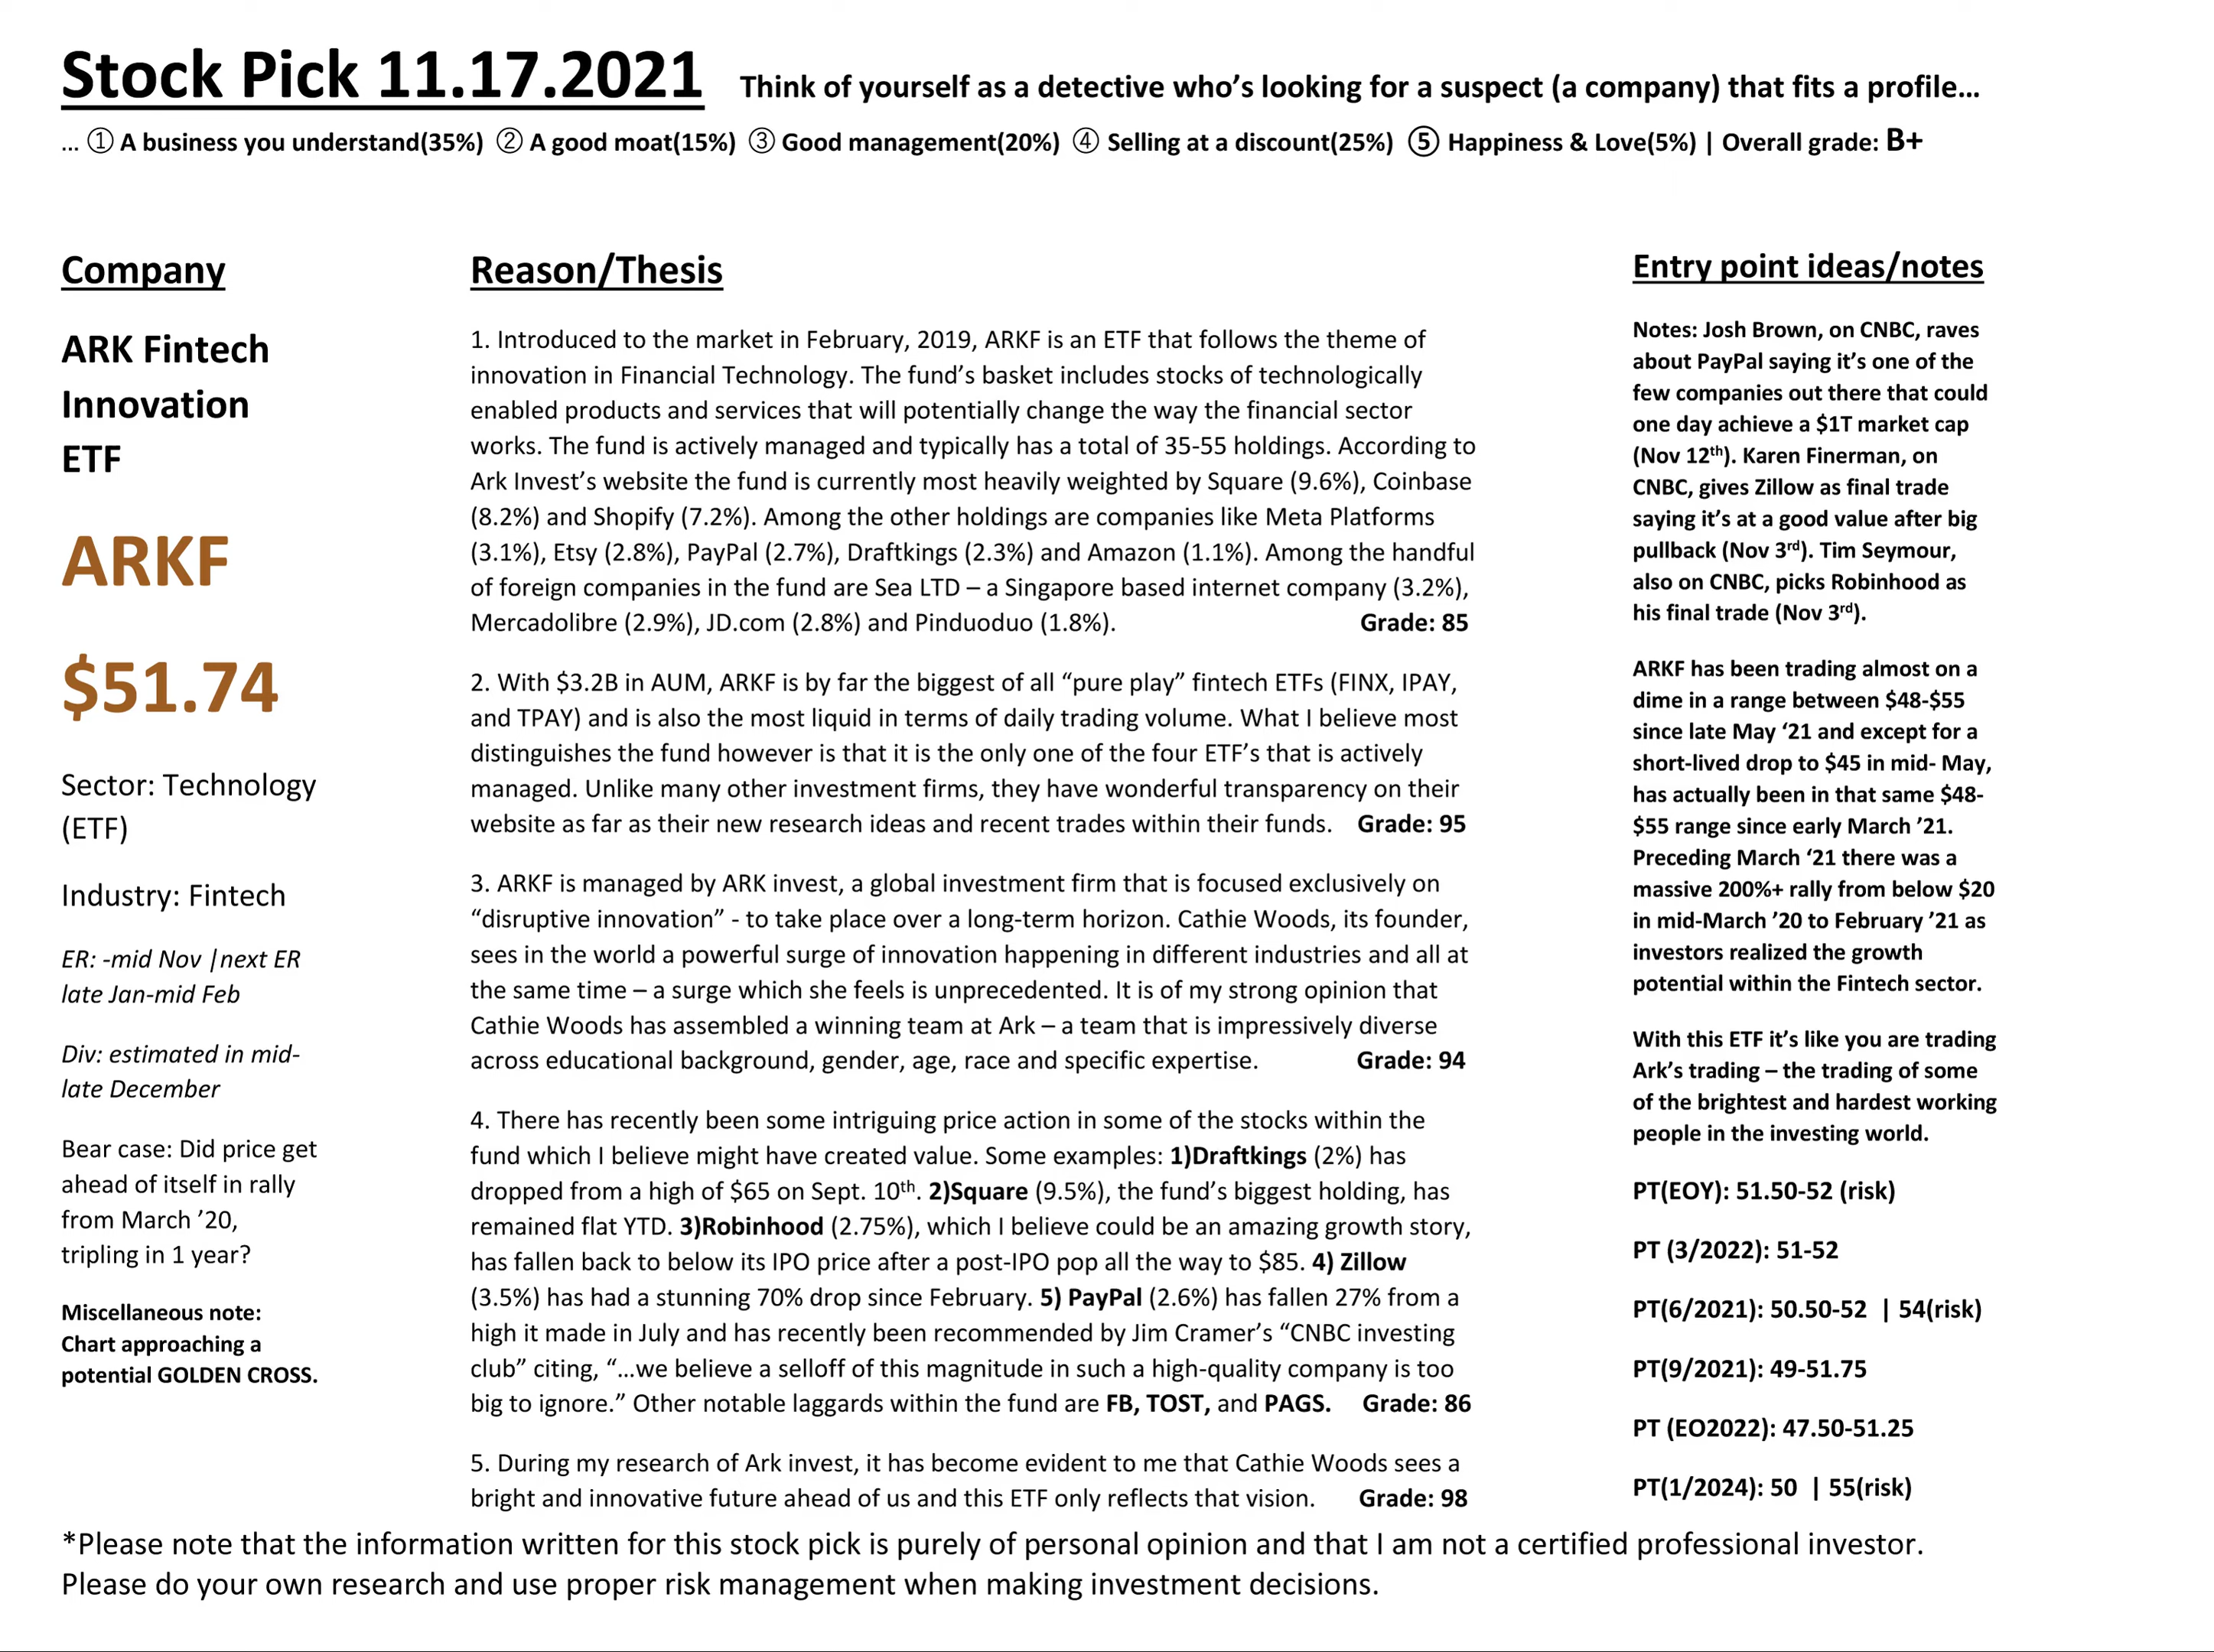 Stock Pick 11.17.2021 Think of yourself as a detective who’s looking for a suspect (a company) that fits a profile…
... ① A business you understand(35%) ② A good moat(15%) ③ Good management(20%) ④ Selling at a discount(25%) ⑤ Happiness & Love(5%) | Overall grade: B+
Company
ARK Fintech
Innovation
ETF
ARKF
$51.74
Sector: Technology
(ETF)
Industry: Fintech
ER: -mid Nov |next ER
late Jan-mid Feb
Div: estimated in mid-
late December
Bear case: Did price get
ahead of itself in rally
from March ’20,
tripling in 1 year?
Miscellaneous note:
Chart approaching a
potential GOLDEN CROSS.
Reason/Thesis
1. Introduced to the market in February, 2019, ARKF is an ETF that follows the theme of
innovation in Financial Technology. The fund’s basket includes stocks of technologically
enabled products and services that will potentially change the way the financial sector
works. The fund is actively managed and typically has a total of 35-55 holdings. According to
Ark Invest’s website the fund is currently most heavily weighted by Square (9.6%), Coinbase
(8.2%) and Shopify (7.2%). Among the other holdings are companies like Meta Platforms
(3.1%), Etsy (2.8%), PayPal (2.7%), Draftkings (2.3%) and Amazon (1.1%). Among the handful
of foreign companies in the fund are Sea LTD – a Singapore based internet company (3.2%),
Mercadolibre (2.9%), JD.com (2.8%) and Pinduoduo (1.8%). Grade: 85
2. With $3.2B in AUM, ARKF is by far the biggest of all “pure play” fintech ETFs (FINX, IPAY,
and TPAY) and is also the most liquid in terms of daily trading volume. What I believe most
distinguishes the fund however is that it is the only one of the four ETF’s that is actively
managed. Unlike many other investment firms, they have wonderful transparency on their
website as far as their new research ideas and recent trades within their funds. Grade: 95
3. ARKF is managed by ARK invest, a global investment firm that is focused exclusively on
“disruptive innovation” - to take place over a long-term horizon. Cathie Woods, its founder,
sees in the world a powerful surge of innovation happening in different industries and all at
the same time – a surge which she feels is unprecedented. It is of my strong opinion that
Cathie Woods has assembled a winning team at Ark – a team that is impressively diverse
across educational background, gender, age, race and specific expertise. Grade: 94
4. There has recently been some intriguing price action in some of the stocks within the
fund which I believe might have created value. Some examples: 1)Draftkings (2%) has
dropped from a high of $65 on Sept. 10th. 2)Square (9.5%), the fund’s biggest holding, has
remained flat YTD. 3)Robinhood (2.75%), which I believe could be an amazing growth story,
has fallen back to below its IPO price after a post-IPO pop all the way to $85. 4) Zillow
(3.5%) has had a stunning 70% drop since February. 5) PayPal (2.6%) has fallen 27% from a
high it made in July and has recently been recommended by Jim Cramer’s “CNBC investing
club” citing, “…we believe a selloff of this magnitude in such a high-quality company is too
big to ignore.” Other notable laggards within the fund are FB, TOST, and PAGS. Grade: 86
5. During my research of Ark invest, it has become evident to me that Cathie Woods sees a
bright and innovative future ahead of us and this ETF only reflects that vision. Grade: 98
Entry point ideas/notes
Notes: Josh Brown, on CNBC, raves
about PayPal saying it’s one of the
few companies out there that could
one day achieve a $1T market cap
(Nov 12th). Karen Finerman, on
CNBC, gives Zillow as final trade
saying it’s at a good value after big
pullback (Nov 3rd). Tim Seymour,
also on CNBC, picks Robinhood as
his final trade (Nov 3rd).
ARKF has been trading almost on a
dime in a range between $48-$55
since late May ‘21 and except for a
short-lived drop to $45 in mid- May,
has actually been in that same $48-
$55 range since early March ’21.
Preceding March ‘21 there was a
massive 200%+ rally from below $20
in mid-March ’20 to February ’21 as
investors realized the growth
potential within the Fintech sector.
With this ETF it’s like you are trading
Ark’s trading – the trading of some
of the brightest and hardest working
people in the investing world.
PT(EOY): 51.50-52 (risk)
PT (3/2022): 51-52
PT(6/2021): 50.50-52 | 54(risk)
PT(9/2021): 49-51.75
PT (EO2022): 47.50-51.25
PT(1/2024): 50 | 55(risk)
*Please note that the information written for this stock pick is purely of personal opinion and that I am not a certified professional investor.
Please do your own research and use proper risk management when making investment decisions.